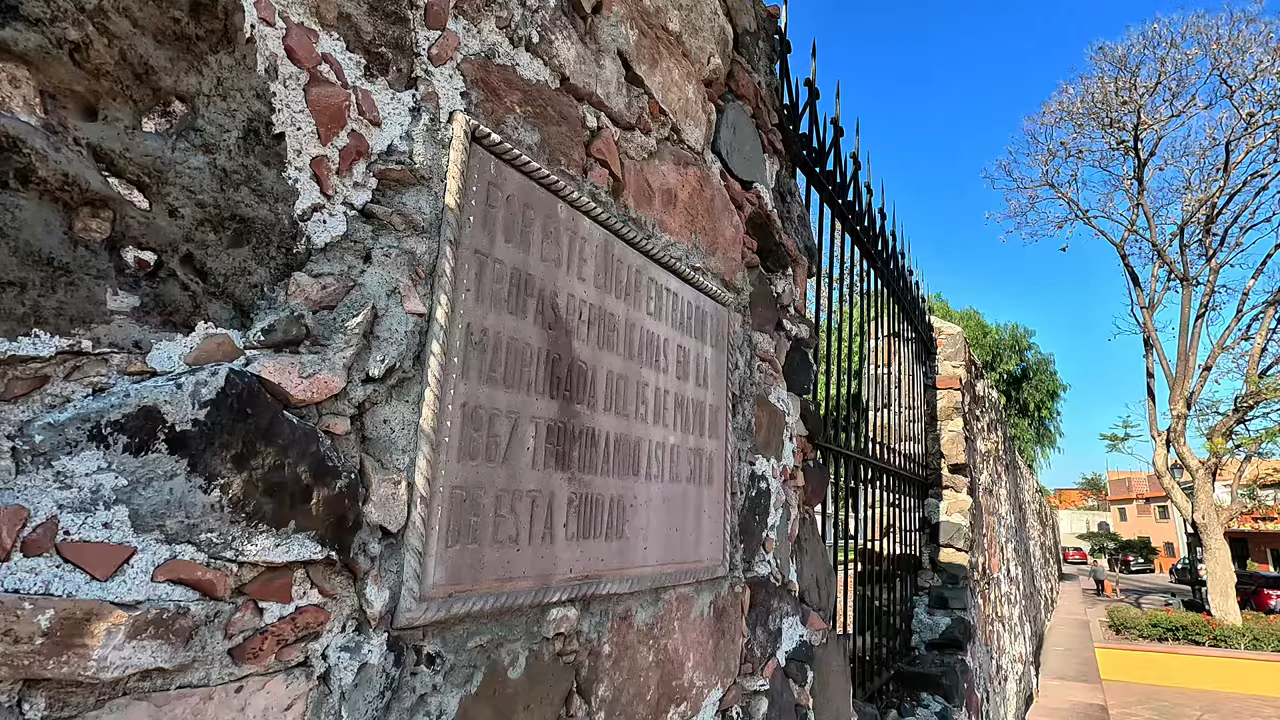 POR ESTE LUGAR ENTRARON LAS
TROPAS REPUBLICANAS EN LA
MADRUGADA DEL 15 DE MAYO DE
1867 TERMINANDO ASI EL SITIO
DE ESTA CIUDAD.